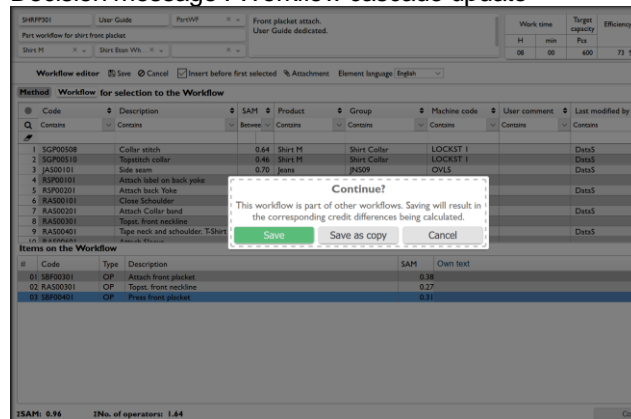 Decision message : Workflow cascade update
SHRFP301 User Guide PartWF
Part workflow for shirt front placket
Shirt M Shirt Eton Wh...
Front placket attach.
User Guide dedicated.
Work time Target capacity Efficiency
H min Pcs
08 00 600 73
Workflow editor Save Cancel Insert before first selected Attachment Element language English
Method Workflow for selection to the Workflow
Code Description SAM Product Group Machine code User comment Last modified by
Contains Contains Betwee Contains Contains Contains Contains Contains
1 SGP00508 Collar stitch 0.64 Shirt M Shirt Collar LOCKST 1 DataS
2 SGP00510 Topstitch collar 0.46 Shirt M Shirt Collar LOCKST 1
3 JAS00101 Side seam 0.70 Jeans JNS09 OVL5 DataS
4 RSP00101 Attach label on back yoke
5 RSP00201 Attach back Yoke DataS
6 RAS00101 Close Schoulder
7 RAS00201 Attach Collar band DataS
8 RAS00301 Topst. front neckline
9 RAS00401 Tape neck and schoulder. T-Shirt DataS
Continue?
This workflow is part of other workflows. Saving will result in
the corresponding credit differences being calculated.
Save Save as copy Cancel
Items on the Workflow
# Code Type Description SAM Own text
01 SBF00301 OP Attach front placket 0.38
02 RAS00301 OP Topst. front neckline 0.27
03 SBF00401 OP Press front placket 0.31
ΣSAM: 0.96 ΣNo. of operators: 1.64